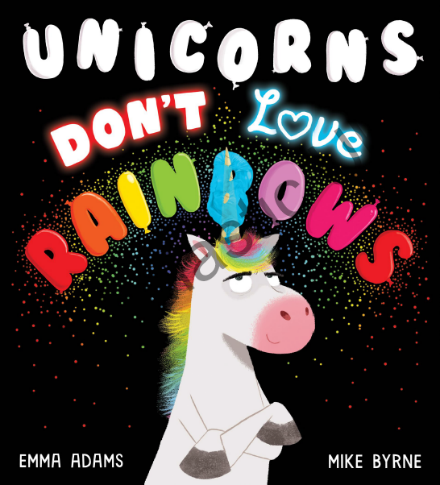 UNICORNS
DON'T Love
RAINBOWS
EMMA ADAMS MIKE BYRNE